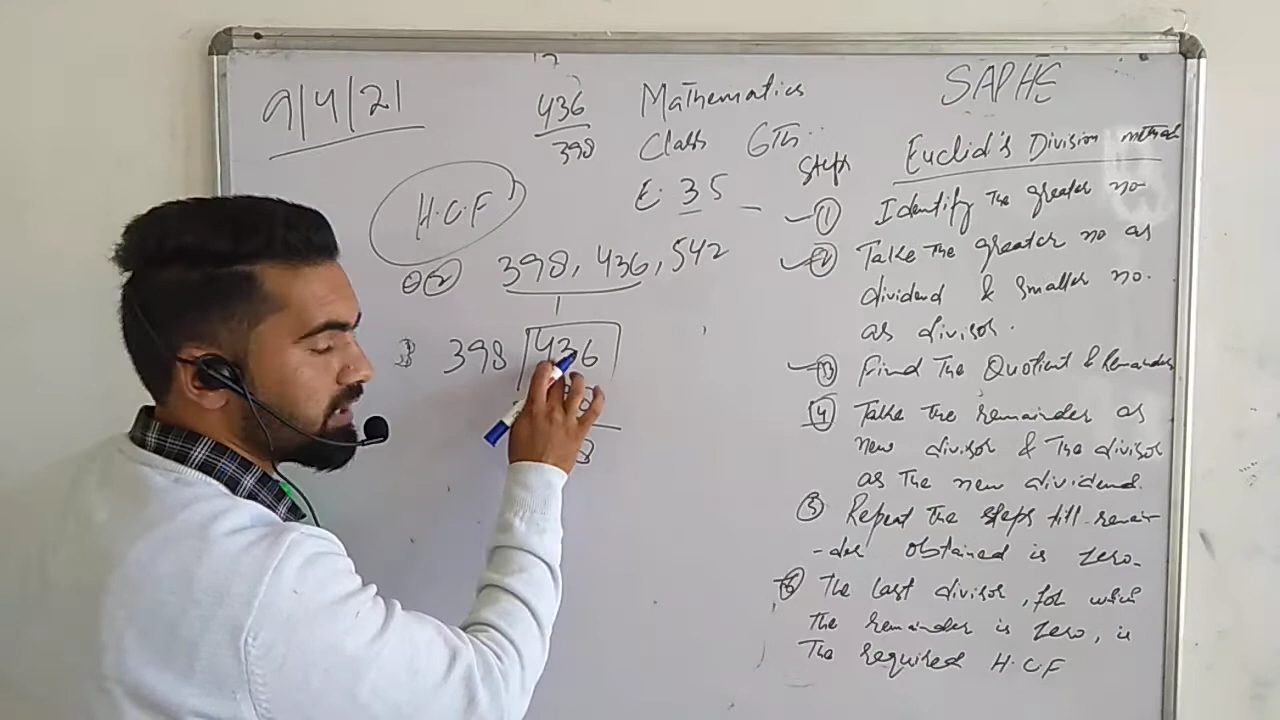 9/4/21
436
398
Mathematics
Class 6Th
E. 35
SAPHE
H.C.F
398, 436, 542
398 436
8
8
Steps
Euclid's Division method
① Identify The greater no
② Take The greater no as
dividend & smaller no.
as divisor.
③ Find The Quotient & Remainder
4 Take The remainder as
new divisor & The divisor
as The new dividend.
⑤ Repeat The steps till remain-
-der obtained is zero.
⑥ The last divisor, for which
The remainder is zero, is
The required H.C.F